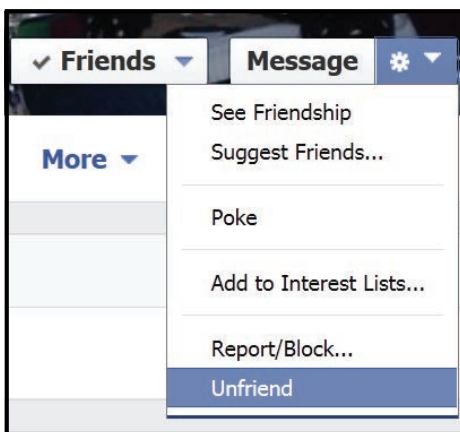 Friends
Message
See Friendship
Suggest Friends...
More
Poke
Add to Interest Lists...
Report/Block...
Unfriend